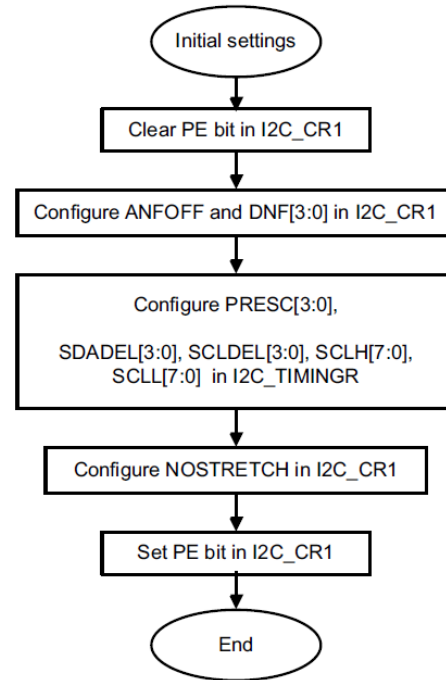 Initial settings
Clear PE bit in I2C_CR1
Configure ANFOFF and DNF[3:0] in I2C_CR1
Configure PRESC[3:0],
SDADEL[3:0], SCLDEL[3:0], SCLH[7:0],
SCLL[7:0] in I2C_TIMINGR
Configure NOSTRETCH in I2C_CR1
Set PE bit in I2C_CR1
End